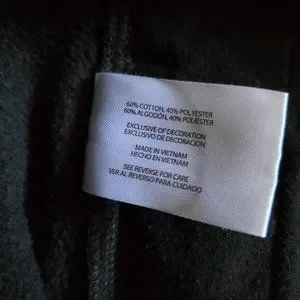 60% COTTON, 40% POLYESTER
60% ALGODÓN, 40% POLIÉSTER
EXCLUSIVE OF DECORATION
EXCLUSIVO DE DECORACIÓN
MADE IN VIETNAM
HECHO EN VIETNAM
SEE REVERSE FOR CARE
VER AL REVERSO PARA CUIDADO